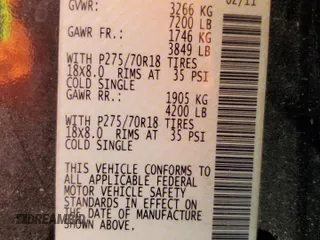 02/11
GVWR: 3266 KG
7200 LB
GAWR FR: 1746 KG
3849 LB
WITH P275/70R18 TIRES
18X8.0 RIMS AT 35 PSI
COLD SINGLE
GAWR RR: 1905 KG
4200 LB
WITH P275/70R18 TIRES
18X8.0 RIMS AT 35 PSI
COLD SINGLE
THIS VEHICLE CONFORMS TO
ALL APPLICABLE FEDERAL
MOTOR VEHICLE SAFETY
STANDARDS IN EFFECT ON
THE DATE OF MANUFACTURE
SHOWN ABOVE.
DREAMBID